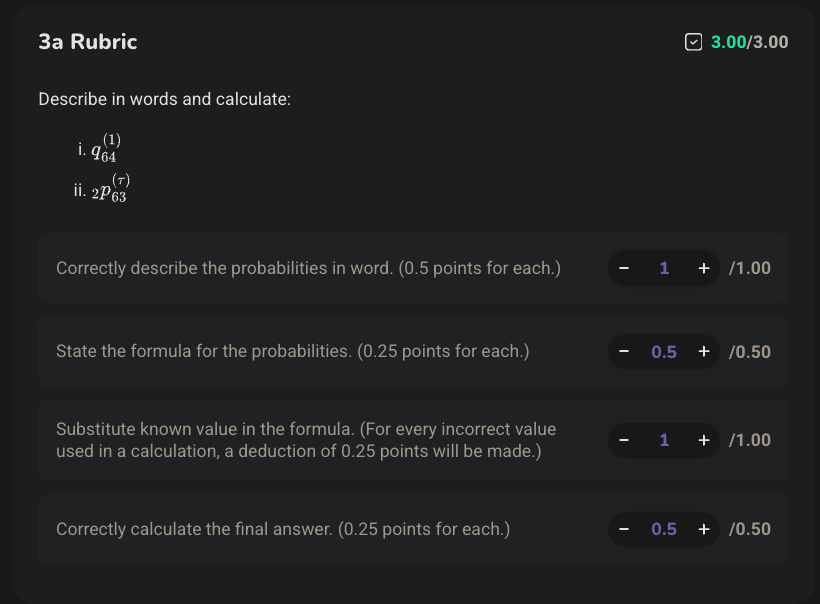 3a Rubric
3.00/3.00
Describe in words and calculate:
i. $q_{64}^{(1)}$
ii. ${}_2p_{63}^{(\tau)}$
Correctly describe the probabilities in word. (0.5 points for each.)
− 1 + /1.00
State the formula for the probabilities. (0.25 points for each.)
− 0.5 + /0.50
Substitute known value in the formula. (For every incorrect value
used in a calculation, a deduction of 0.25 points will be made.)
− 1 + /1.00
Correctly calculate the final answer. (0.25 points for each.)
− 0.5 + /0.50